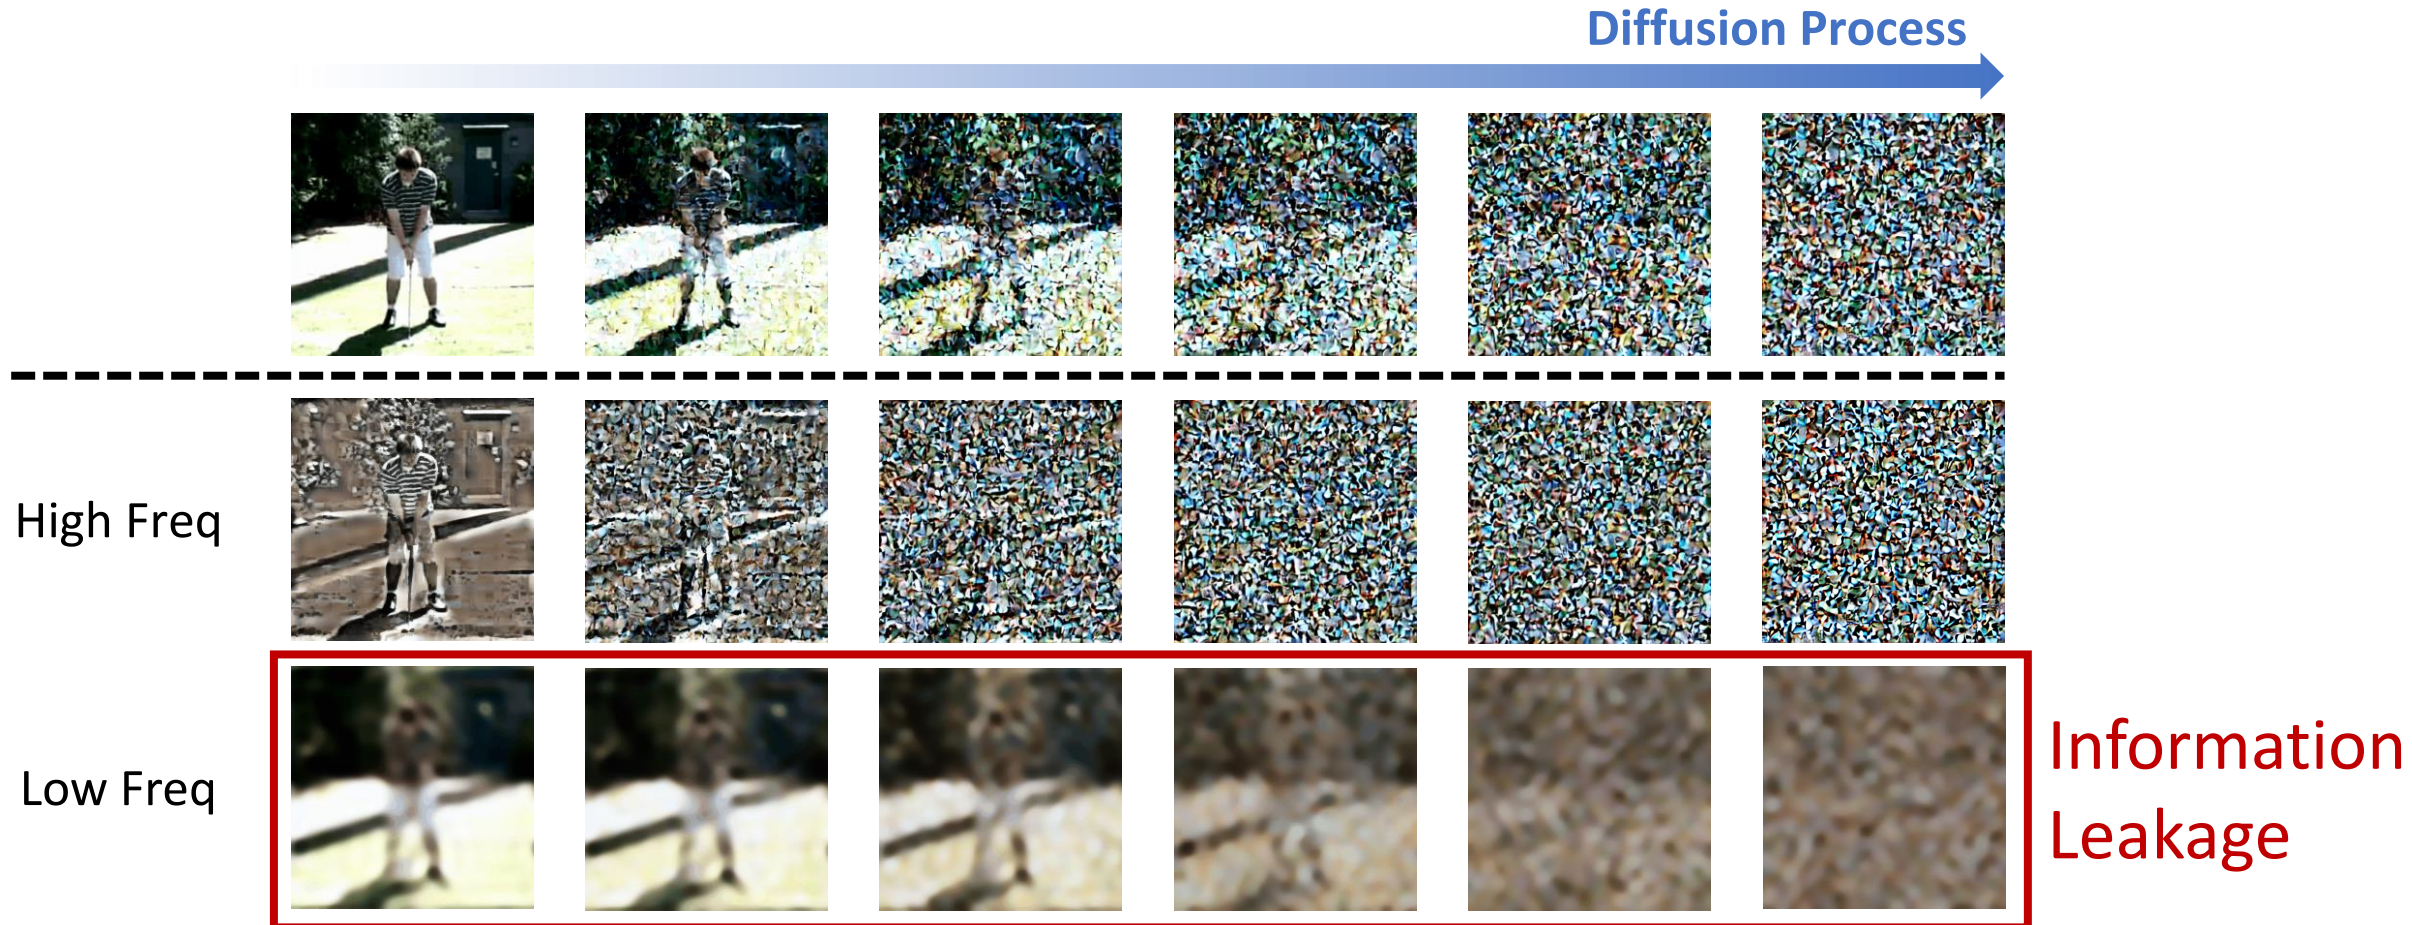 Diffusion Process
High Freq
Low Freq
Information
Leakage